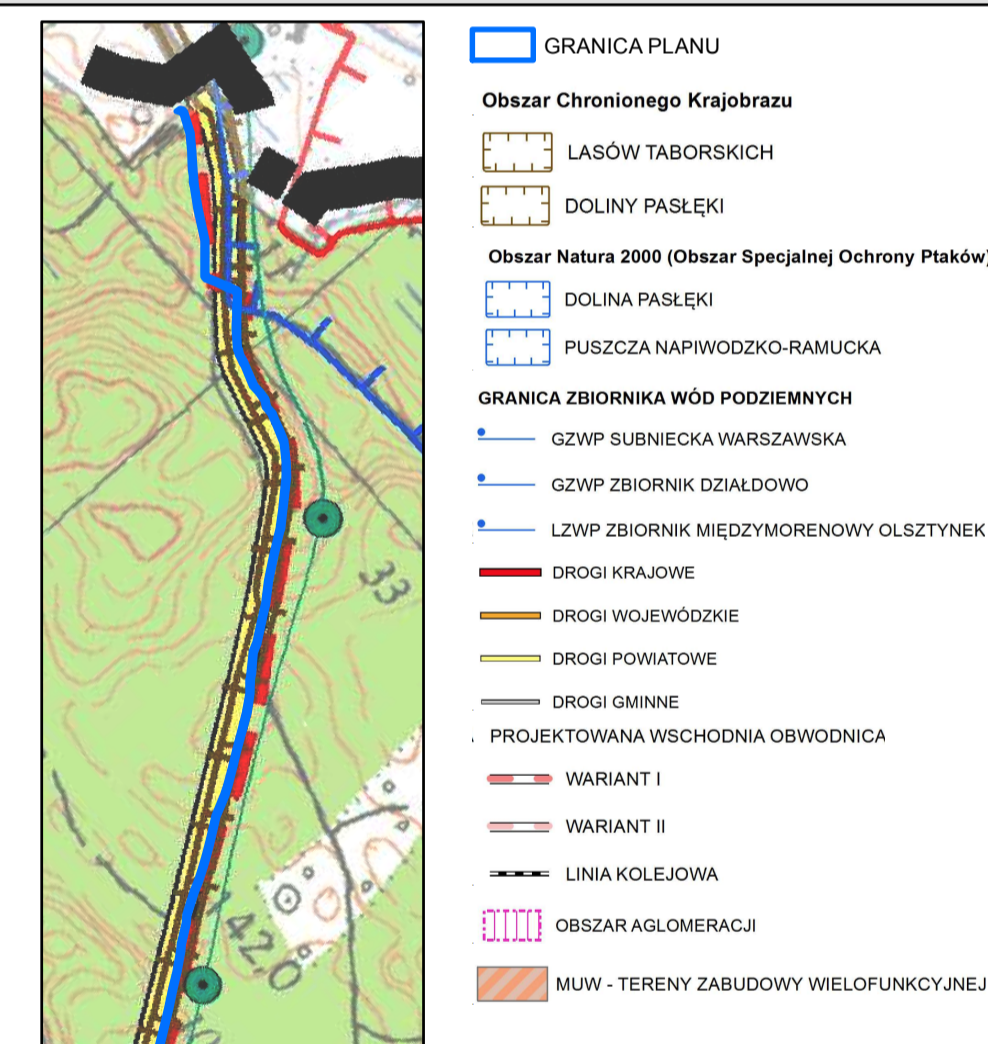 GRANICA PLANU
Obszar Chronionego Krajobrazu
LASÓW TABORSKICH
DOLINY PASŁĘKI
Obszar Natura 2000 (Obszar Specjalnej Ochrony Ptaków)
DOLINA PASŁĘKI
PUSZCZA NAPIWODZKO-RAMUCKA
GRANICA ZBIORNIKA WÓD PODZIEMNYCH
GZWP SUBNIECKA WARSZAWSKA
GZWP ZBIORNIK DZIAŁDOWO
LZWP ZBIORNIK MIĘDZYMORENOWY OLSZTYNEK
DROGI KRAJOWE
DROGI WOJEWÓDZKIE
DROGI POWIATOWE
DROGI GMINNE
PROJEKTOWANA WSCHODNIA OBWODNICA
WARIANT I
WARIANT II
LINIA KOLEJOWA
OBSZAR AGLOMERACJI
MUW - TERENY ZABUDOWY WIELOFUNKCYJNEJ
33
142,0